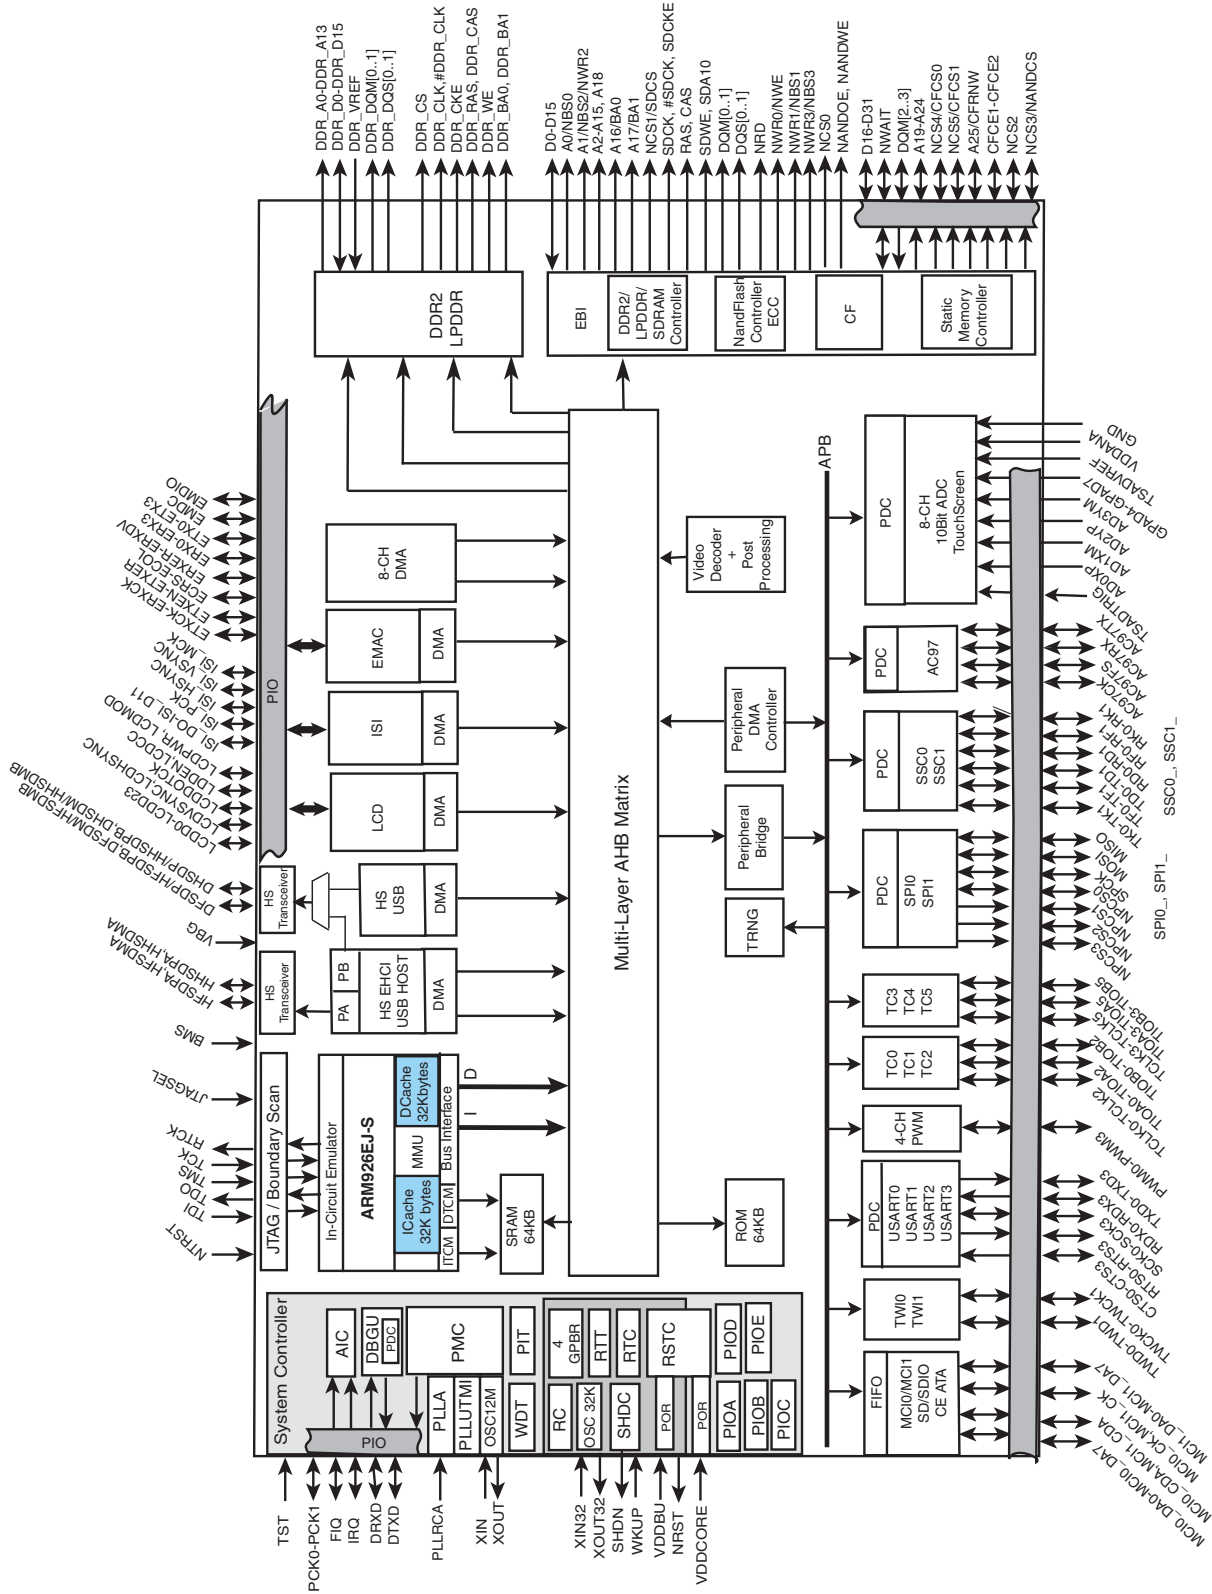 DDR_A0-DDR_A13
DDR_D0-DDR_D15
DDR_VREF
DDR_DQM[0..1]
DDR_DQS[0..1]
DDR_CS
DDR_CLK,#DDR_CLK
DDR_CKE
DDR_RAS, DDR_CAS
DDR_WE
DDR_BA0, DDR_BA1
D0-D15
A0/NBS0
A1/NBS2/NWR2
A2-A15, A18
A16/BA0
A17/BA1
NCS1/SDCS
SDCK, #SDCK, SDCKE
RAS, CAS
SDWE, SDA10
DQM[0..1]
DQS[0..1]
NRD
NWR0/NWE
NWR1/NBS1
NWR3/NBS3
NCS0
NANDOE, NANDWE
D16-D31
NWAIT
DQM[2..3]
A19-A24
NCS4/CFCS0
NCS5/CFCS1
A25/CFRNW
CFCE1-CFCE2
NCS2
NCS3/NANDCS
DDR2
LPDDR
EBI
DDR2/
LPDDR/
SDRAM
Controller
NandFlash
Controller
ECC
CF
Static
Memory
Controller
EMDIO
EMDC
ETX0-ETX3
ERX0-ERX3
ERXER-ERXDV
ECRS-ECOL
ETXEN-ETXER
ETXCK-ERXCK
ISI_MCK
ISI_VSYNC
ISI_HSYNC
ISI_PCK
ISI_DO-ISI_D11
LCDPWR, LCDMOD
LDDEN,LCDCC
LCDDOTCK
LCDVSYNC,LCDHSYNC
LCDD0-LCDD23
DHSDP/HHSDPB,DHSDM/HHSDMB
DFSDP/HFSDPB,DFSDM/HFSDMB
VBG
HHSDPA,HHSDMA
HFSDPA,HFSDMA
BMS
JTAGSEL
RTCK
TCK
TMS
TDO
TDI
NTRST
PIO
8-CH
DMA
EMAC
DMA
ISI
DMA
LCD
DMA
HS
Transceiver
HS
USB
DMA
HS
Transceiver
PA
PB
HS EHCI
USB HOST
DMA
JTAG / Boundary Scan
In-Circuit Emulator
ARM926EJ-S
ICache
32K bytes
MMU
DCache
32Kbytes
ITCM
DTCM
Bus Interface
I
D
SRAM
64KB
Multi-Layer AHB Matrix
Video
Decoder
+
Post
Processing
Peripheral
DMA
Controller
Peripheral
Bridge
TRNG
ROM
64KB
APB
PDC
8-CH
10Bit ADC
TouchScreen
PDC
AC97
PDC
SSC0
SSC1
PDC
SPI0
SPI1
TC3
TC4
TC5
TC0
TC1
TC2
4-CH
PWM
PDC
USART0
USART1
USART2
USART3
TWI0
TWI1
FIFO
MCI0/MCI1
SD/SDIO
CE ATA
System Controller
PIO
AIC
DBGU
PDC
PMC
PLLA
PLLUTMI
OSC12M
PIT
WDT
4
GPBR
RTT
RTC
RSTC
RC
OSC 32K
SHDC
POR
POR
PIOD
PIOE
PIOA
PIOB
PIOC
TST
PCK0-PCK1
FIQ
IRQ
DRXD
DTXD
PLLRCA
XIN
XOUT
XIN32
XOUT32
SHDN
WKUP
VDDBU
NRST
VDDCORE
GND
VDDANA
TSADVREF
GPAD4-GPAD7
AD3YM
AD2YP
AD1XM
AD0XP
TSADTRIG
AC97TX
AC97RX
AC97FS
AC97CK
RK0-RK1
RF0-RF1
RD0-RD1
TD0-TD1
TF0-TF1
TK0-TK1
SSC0_, SSC1_
MISO
MOSI
SPCK
NPCS0
NPCS1
NPCS2
NPCS3
SPI0_, SPI1_
TIOB3-TIOB5
TIOA3-TIOA5
TCLK3-TCLK5
TIOB0-TIOB2
TIOA0-TIOA2
TCLK0-TCLK2
PWM0-PWM3
TXD0-TXD3
RDX0-RDX3
SCK0-SCK3
RTS0-RTS3
CTS0-CTS3
TWCK0-TWCK1
TWD0-TWD1
MCI1_DA0-MCI1_DA7
MCI0_CK,MCI1_CK
MCI0_CDA,MCI1_CDA
MCI0_DA0-MCI0_DA7